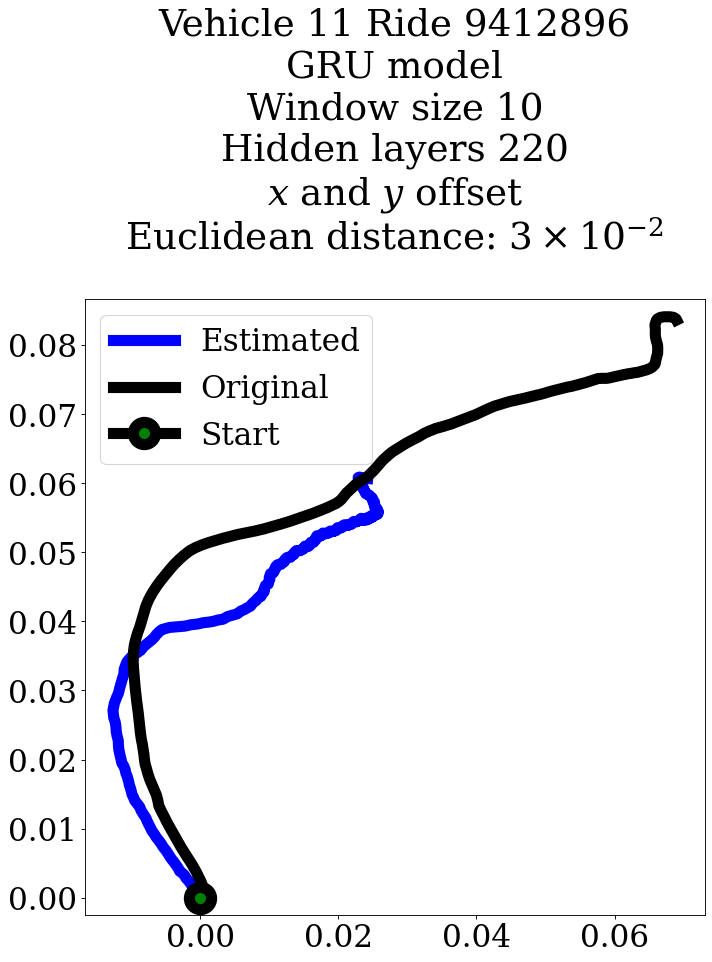 Vehicle 11 Ride 9412896
GRU model
Window size 10
Hidden layers 220
x and y offset
Euclidean distance: 3 × 10⁻²
Estimated
Original
Start
0.08
0.07
0.06
0.05
0.04
0.03
0.02
0.01
0.00
0.00 0.02 0.04 0.06